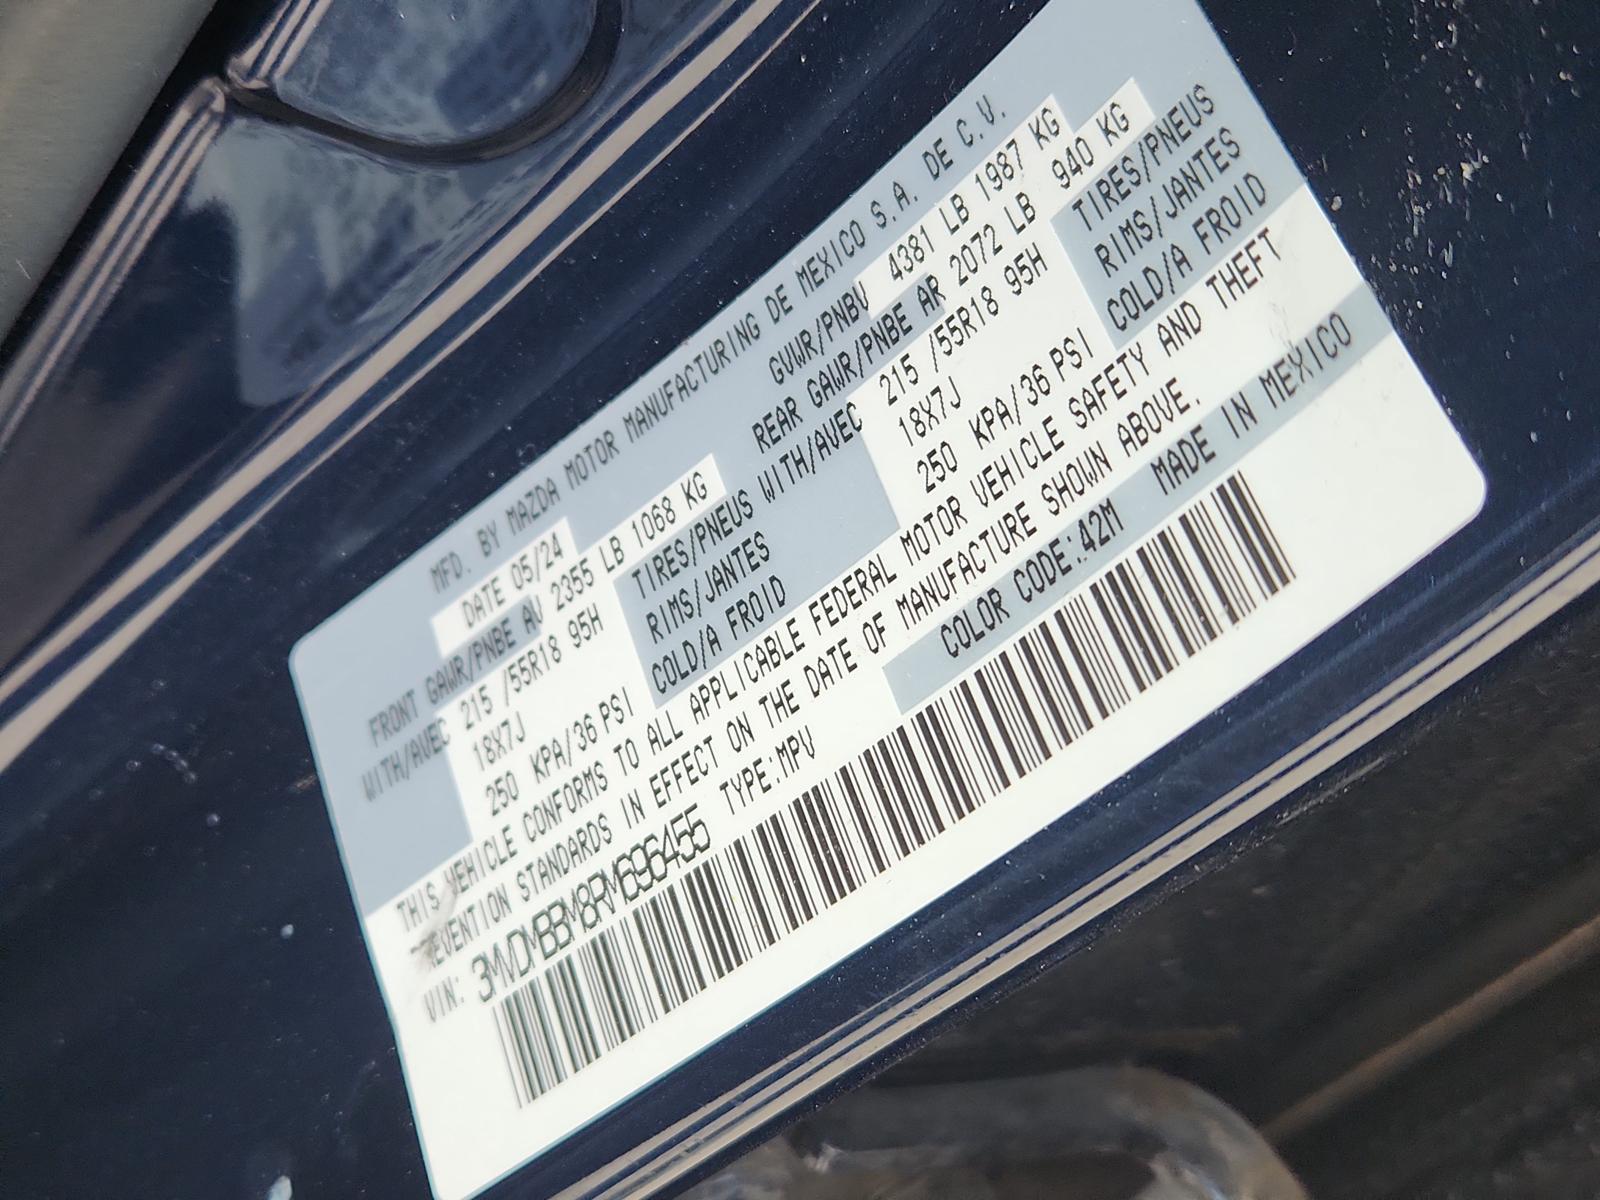 MFD. BY MAZDA MOTOR MANUFACTURING DE MEXICO S.A. DE C.V.
DATE 05/24 GVWR/PNBV 4381 LB 1987 KG
FRONT GAWR/PNBE AV 2355 LB 1068 KG REAR GAWR/PNBE AR 2072 LB 940 KG
WITH/AVEC 215 /55R18 95H TIRES/PNEUS WITH/AVEC 215 /55R18 95H TIRES/PNEUS
18X7J RIMS/JANTES 18X7J RIMS/JANTES
250 KPA/36 PSI COLD/A FROID 250 KPA/36 PSI COLD/A FROID
THIS VEHICLE CONFORMS TO ALL APPLICABLE FEDERAL MOTOR VEHICLE SAFETY AND THEFT
PREVENTION STANDARDS IN EFFECT ON THE DATE OF MANUFACTURE SHOWN ABOVE.
VIN: 3MVDMBBM8RM696455 TYPE:MPV COLOR CODE:42M MADE IN MEXICO